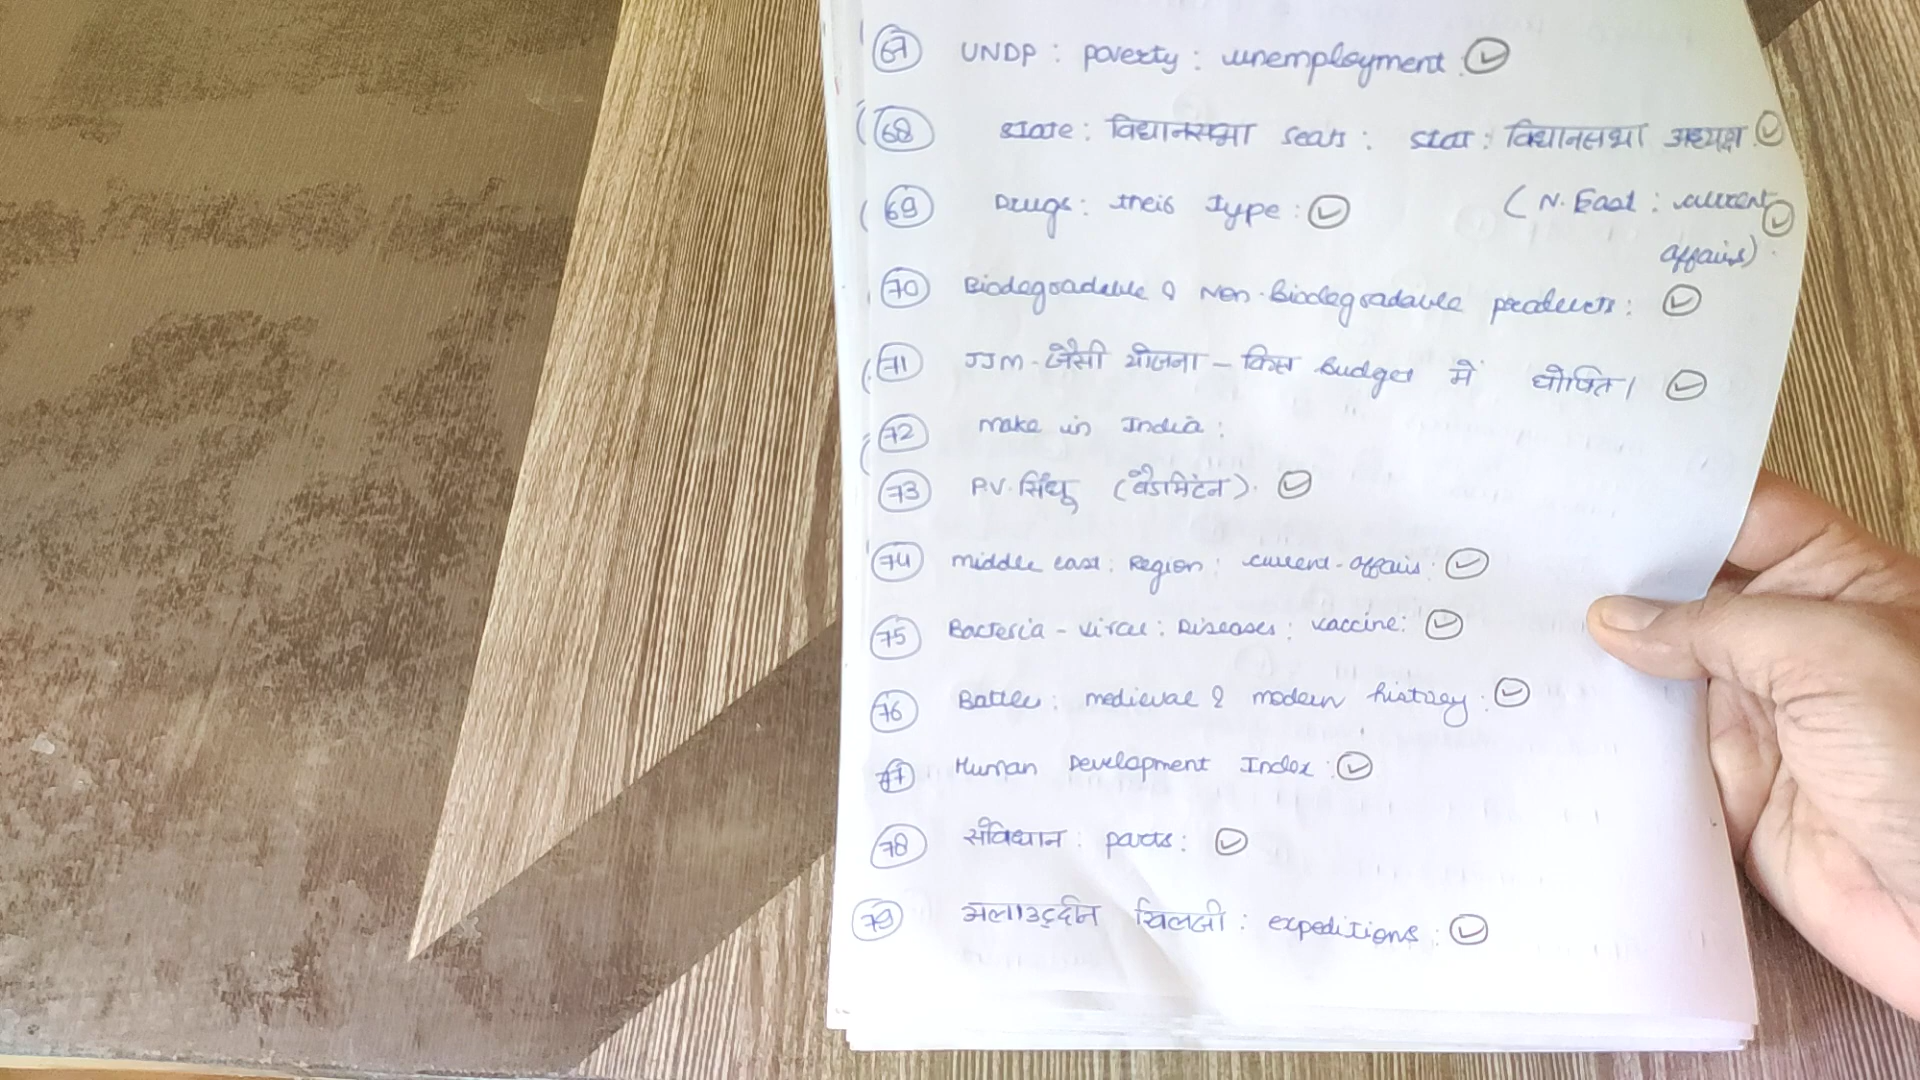 67 UNDP : poverty : unemployment.
68 state : विधानसभा seats : stat : विधानसभा अध्यक्ष.
69 Drugs : their Type : (N. East : current
affairs).
70 Biodegradable & Non-Biodegradable products :
71 JJM - जैसी योजना – किस Budget में घोषित।
72 make in India :
73 P.V. सिंधू (बैडमिंटन).
74 middle east : Region : current-affairs :
75 Bacteria - virus : Diseases : vaccine :
76 Battle : medieval & modern history :
77 Human Development Index :
78 संविधान : parts :
79 अलाउद्दीन खिलजी : expeditions :